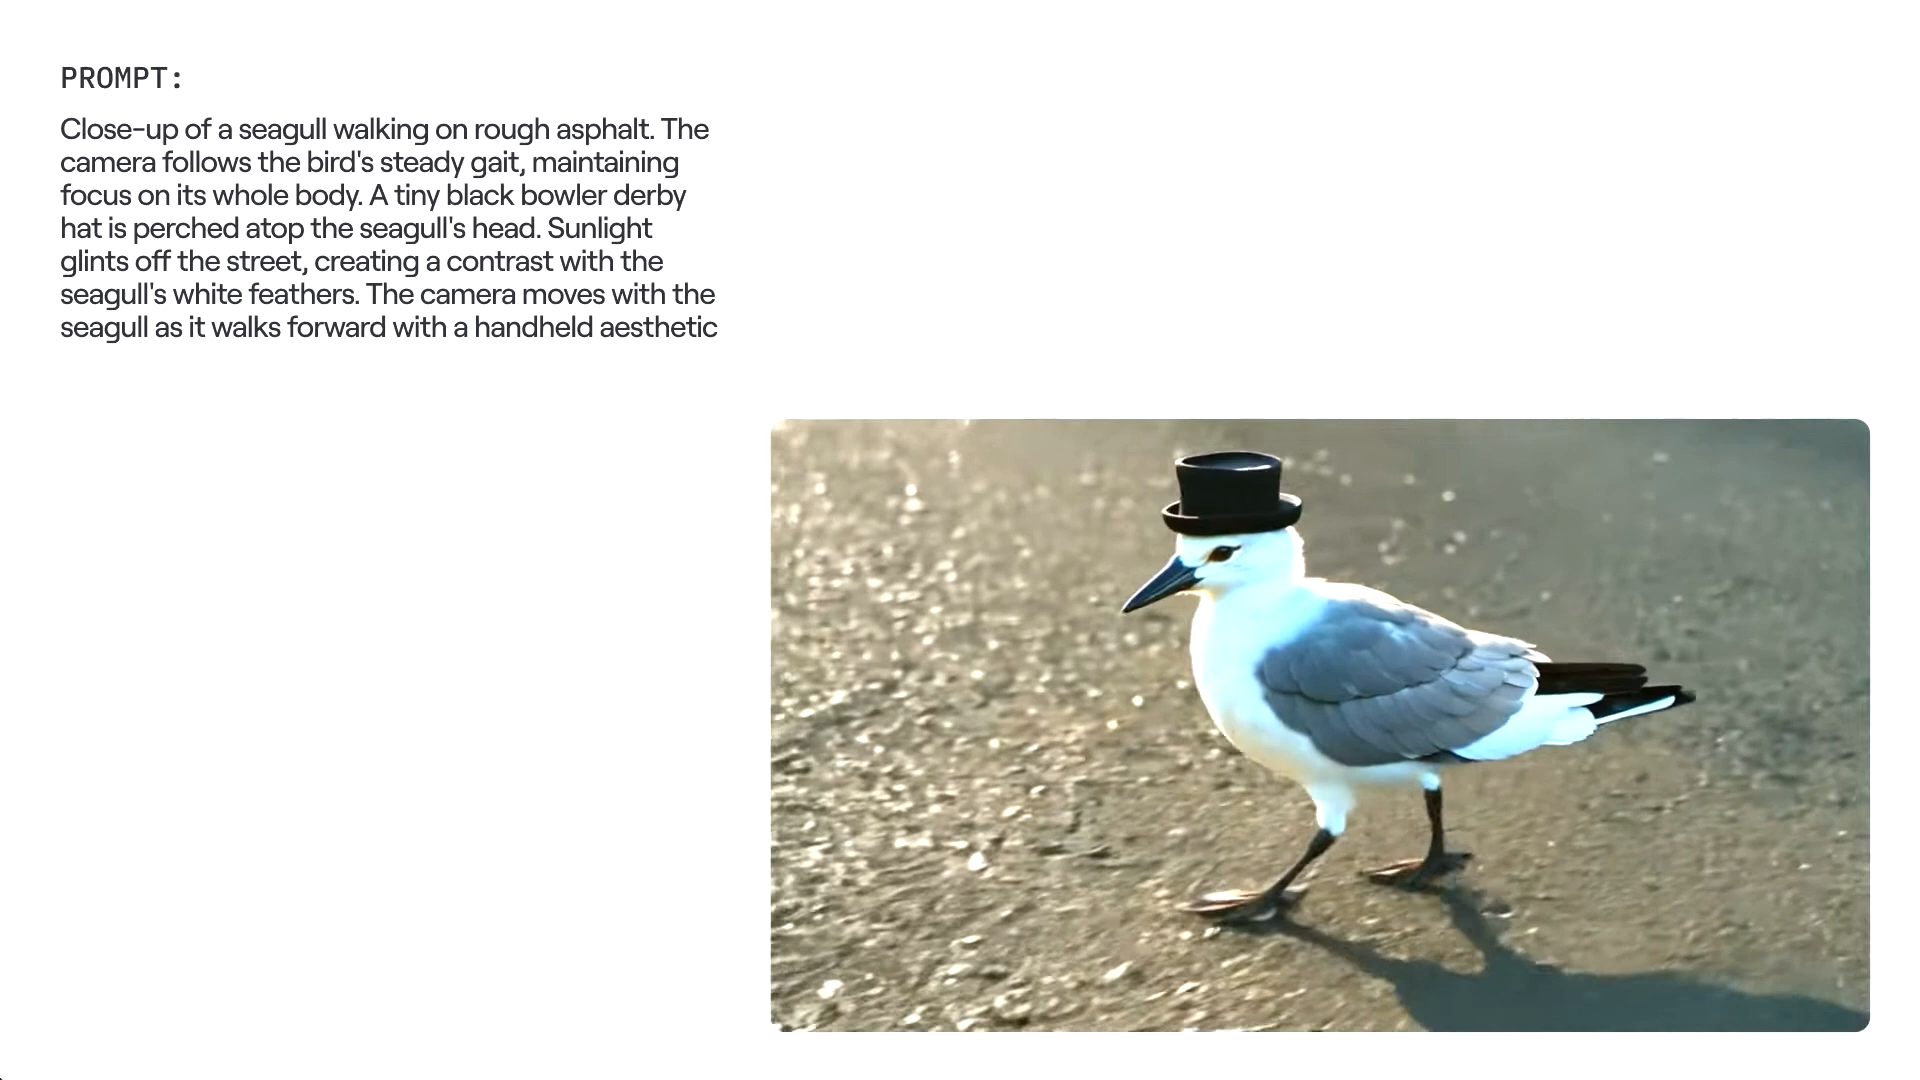 PROMPT:
Close-up of a seagull walking on rough asphalt. The
camera follows the bird's steady gait, maintaining
focus on its whole body. A tiny black bowler derby
hat is perched atop the seagull's head. Sunlight
glints off the street, creating a contrast with the
seagull's white feathers. The camera moves with the
seagull as it walks forward with a handheld aesthetic